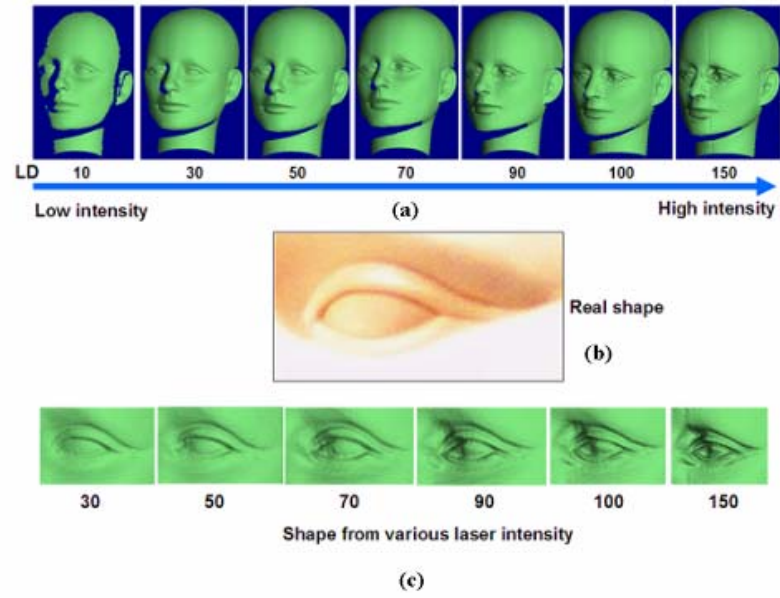 LD 10 30 50 70 90 100 150
Low intensity (a) High intensity
Real shape
(b)
30 50 70 90 100 150
Shape from various laser intensity
(c)